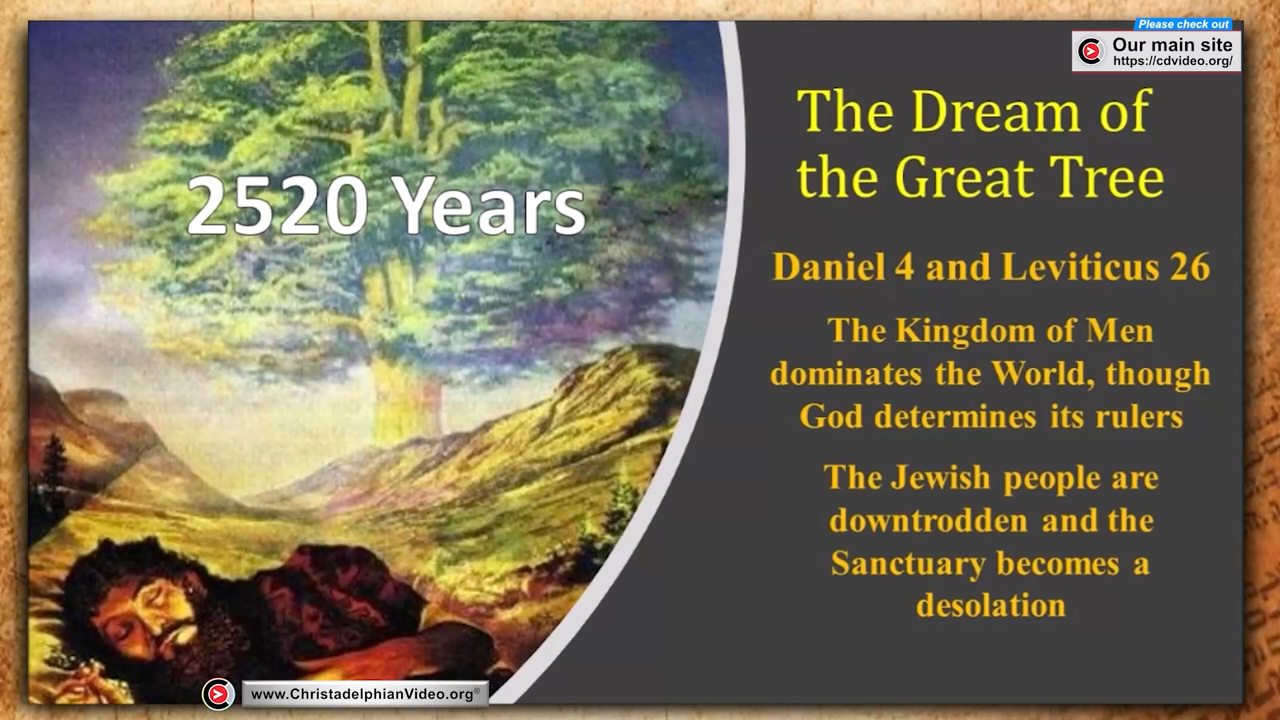 Please check out
Our main site
https://cdvideo.org/
The Dream of
the Great Tree
2520 Years
Daniel 4 and Leviticus 26
The Kingdom of Men
dominates the World, though
God determines its rulers
The Jewish people are
downtrodden and the
Sanctuary becomes a
desolation
www.ChristadelphianVideo.org®